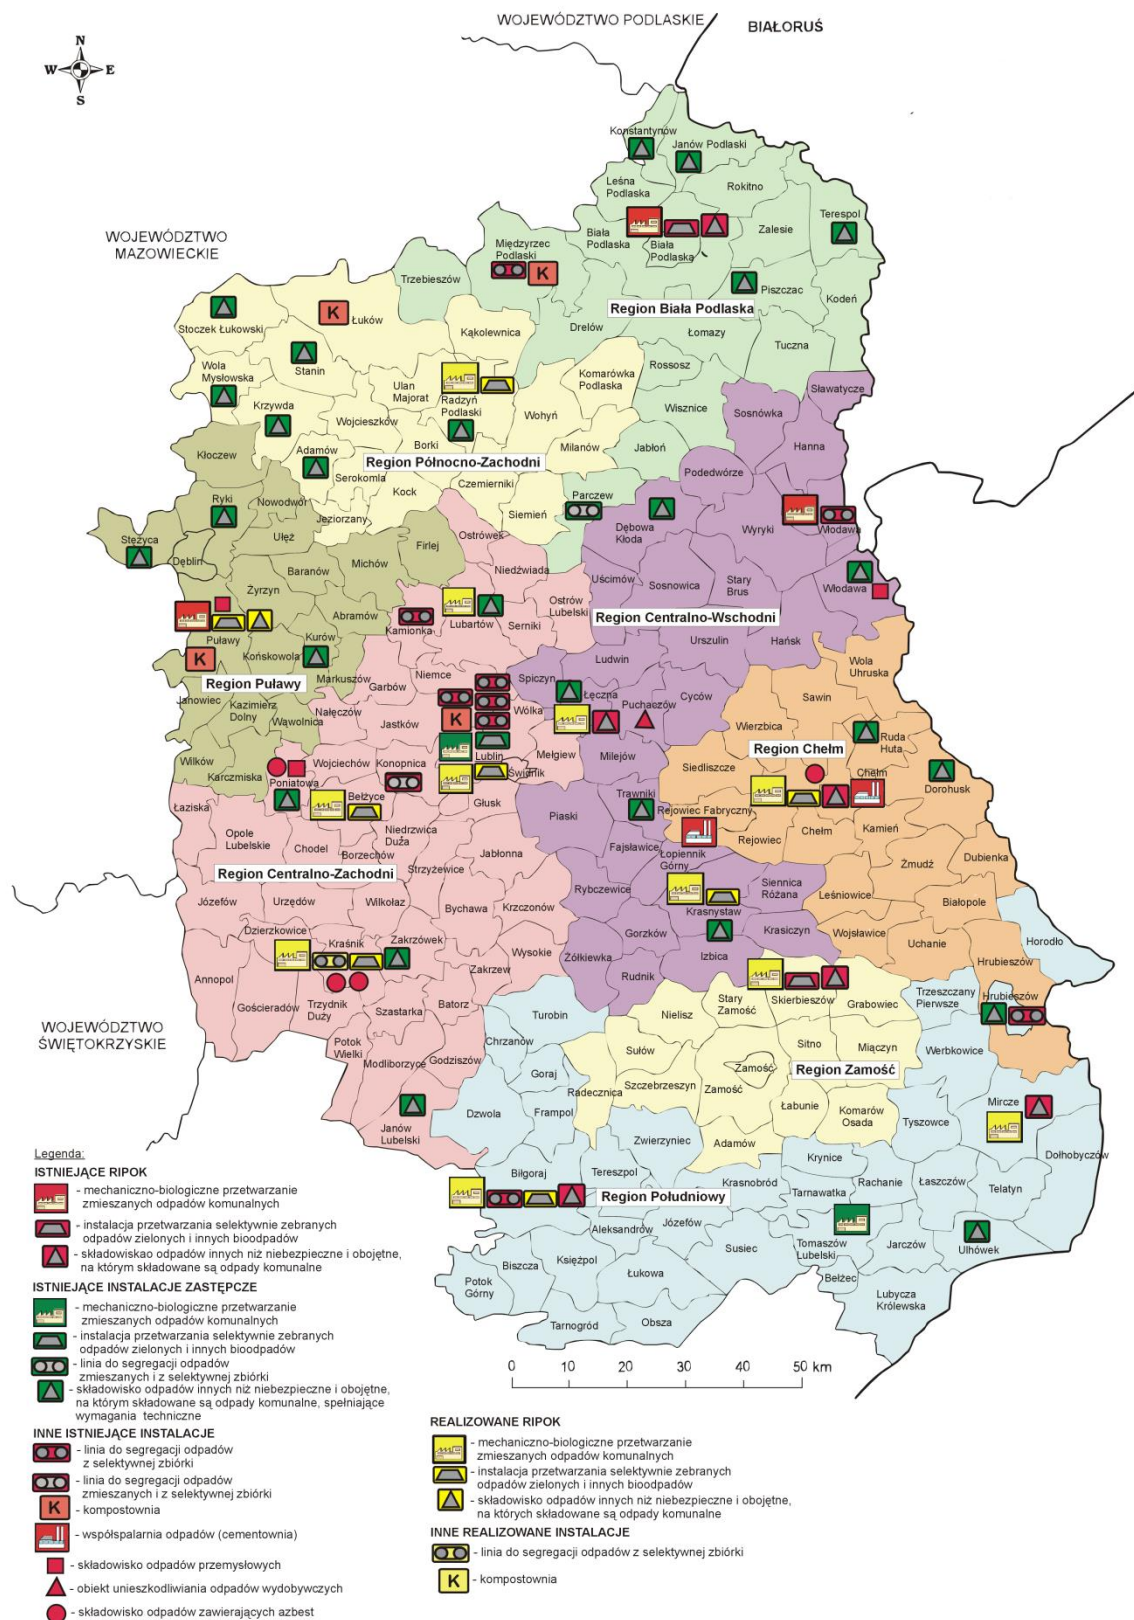 WOJEWÓDZTWO PODLASKIE
BIAŁORUŚ
N
W E
S
Konstantynów
Janów Podlaski
Leśna
Podlaska
Rokitno
Terespol
WOJEWÓDZTWO
MAZOWIECKIE
Międzyrzec
Podlaski
Biała
Podlaska
Biała
Podlaska
Zalesie
Trzebieszów
K
Piszczac
Kodeń
Region Biała Podlaska
Stoczek Łukowski
K
Łuków
Kąkolewnica
Drelów
Łomazy
Tuczna
Stanin
Wola
Mysłowska
Ulan
Majorat
Radzyń
Podlaski
Komarówka
Podlaska
Rossosz
Sławatycze
Krzywda
Wojcieszków
Wohyń
Wisznice
Sosnówka
Adamów
Borki
Milanów
Jabłoń
Hanna
Kłoczew
Region Północno-Zachodni
Serokomla
Kock
Czemierniki
Podedwórze
Ryki
Nowodwór
Jeziorzany
Siemień
Parczew
Dębowa
Kłoda
Wyryki
Włodawa
Stężyca
Ułęż
Firlej
Ostrówek
Dęblin
Baranów
Michów
Niedźwiada
Uścimów
Sosnowica
Stary
Brus
Włodawa
Żyrzyn
Abramów
Kamionka
Lubartów
Ostrów
Lubelski
Serniki
Region Centralno-Wschodni
Puławy
Kurów
Końskowola
Urszulin
Hańsk
K
Markuszów
Niemce
Spiczyn
Ludwin
Wola
Uhruska
Region Puławy
Garbów
Łęczna
Cyców
Sawin
Janowiec
Kazimierz
Dolny
Wąwolnica
Nałęczów
Jastków
K
Wólka
Puchaczów
Wierzbica
Ruda
Huta
Region Chełm
Wilków
Karczmiska
Wojciechów
Konopnica
Lublin
Świdnik
Mełgiew
Milejów
Siedliszcze
Chełm
Dorohusk
Poniatowa
Łaziska
Bełżyce
Głusk
Trawniki
Piaski
Rejowiec Fabryczny
Opole
Lubelskie
Chodel
Niedrzwica
Duża
Borzechów
Jabłonna
Fajsławice
Łopiennik
Górny
Rejowiec
Chełm
Kamień
Dubienka
Region Centralno-Zachodni
Strzyżewice
Żmudź
Józefów
Urzędów
Wilkołaz
Bychawa
Krzczonów
Rybczewice
Siennica
Różana
Leśniowice
Białopole
Dzierzkowice
Kraśnik
Zakrzówek
Krasnystaw
Gorzków
Krasiczyn
Wojsławice
Uchanie
Horodło
Annopol
Wysokie
Żółkiewka
Izbica
Hrubieszów
Gościeradów
Trzydnik
Duży
Zakrzew
Rudnik
Skierbieszów
Stary
Zamość
Grabowiec
Trzeszczany
Pierwsze
Hrubieszów
Batorz
Szastarka
Turobin
Nielisz
WOJEWÓDZTWO
ŚWIĘTOKRZYSKIE
Potok
Wielki
Modliborzyce
Godziszów
Chrzanów
Sułów
Sitno
Miączyn
Werbkowice
Goraj
Radecznica
Szczebrzeszyn
Zamość
Zamość
Region Zamość
Mircze
Janów
Lubelski
Dzwola
Frampol
Łabunie
Komarów
Osada
Tyszowce
Zwierzyniec
Adamów
Dołhobyczów
Biłgoraj
Tereszpol
Krasnobród
Krynice
Tarnawatka
Rachanie
Łaszczów
Telatyn
Region Południowy
Aleksandrów
Józefów
Tomaszów
Lubelski
Jarczów
Ulhówek
Biszcza
Księżpol
Susiec
Łukowa
Bełżec
Potok
Górny
Lubycza
Królewska
Tarnogród
Obsza
0 10 20 30 40 50 km
Legenda:
ISTNIEJĄCE RIPOK
- mechaniczno-biologiczne przetwarzanie
zmieszanych odpadów komunalnych
- instalacja przetwarzania selektywnie zebranych
odpadów zielonych i innych bioodpadów
- składowiskao odpadów innych niż niebezpieczne i obojętne,
na którym składowane są odpady komunalne
ISTNIEJĄCE INSTALACJE ZASTĘPCZE
- mechaniczno-biologiczne przetwarzanie
zmieszanych odpadów komunalnych
- instalacja przetwarzania selektywnie zebranych
odpadów zielonych i innych bioodpadów
- linia do segregacji odpadów
zmieszanych i z selektywnej zbiórki
- składowisko odpadów innych niż niebezpieczne i obojętne,
na którym składowane są odpady komunalne, spełniające
wymagania techniczne
INNE ISTNIEJĄCE INSTALACJE
- linia do segregacji odpadów
z selektywnej zbiórki
- linia do segregacji odpadów
zmieszanych i z selektywnej zbiórki
K - kompostownia
- współspalarnia odpadów (cementownia)
- składowisko odpadów przemysłowych
- obiekt unieszkodliwiania odpadów wydobywczych
- składowisko odpadów zawierających azbest
REALIZOWANE RIPOK
- mechaniczno-biologiczne przetwarzanie
zmieszanych odpadów komunalnych
- instalacja przetwarzania selektywnie zebranych
odpadów zielonych i innych bioodpadów
- składowisko odpadów innych niż niebezpieczne i obojętne,
na których składowane są odpady komunalne
INNE REALIZOWANE INSTALACJE
- linia do segregacji odpadów z selektywnej zbiórki
K - kompostownia